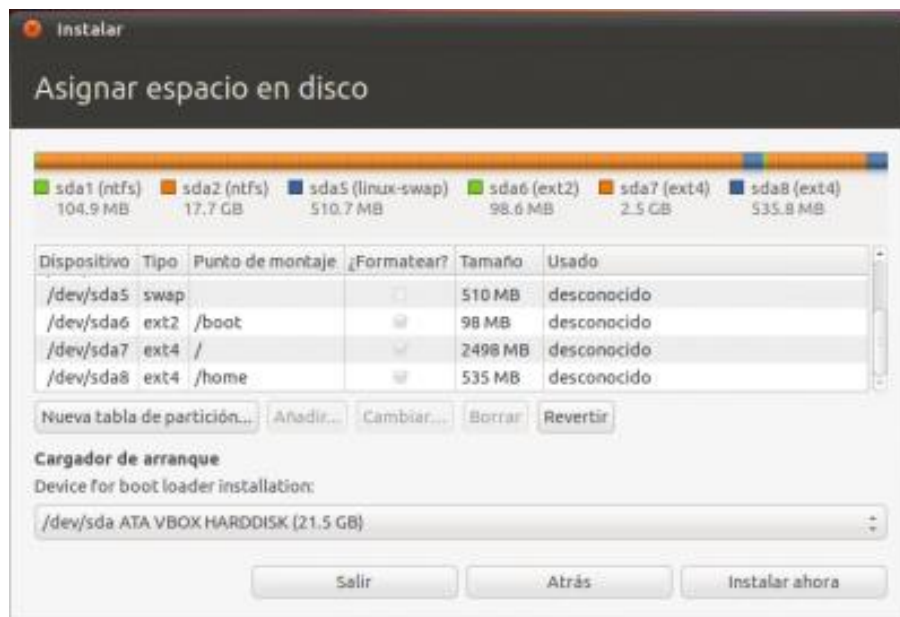 Instalar
Asignar espacio en disco
sda1 (ntfs) sda2 (ntfs) sda5 (linux-swap) sda6 (ext2) sda7 (ext4) sda8 (ext4)
104.9 MB 17.7 GB 510.7 MB 98.6 MB 2.5 GB 535.8 MB
Dispositivo Tipo Punto de montaje ¿Formatear? Tamaño Usado
/dev/sda5 swap 510 MB desconocido
/dev/sda6 ext2 /boot 98 MB desconocido
/dev/sda7 ext4 / 2498 MB desconocido
/dev/sda8 ext4 /home 535 MB desconocido
Nueva tabla de partición... Añadir... Cambiar... Borrar Revertir
Cargador de arranque
Device for boot loader installation:
/dev/sda ATA VBOX HARDDISK (21.5 GB)
Salir Atrás Instalar ahora